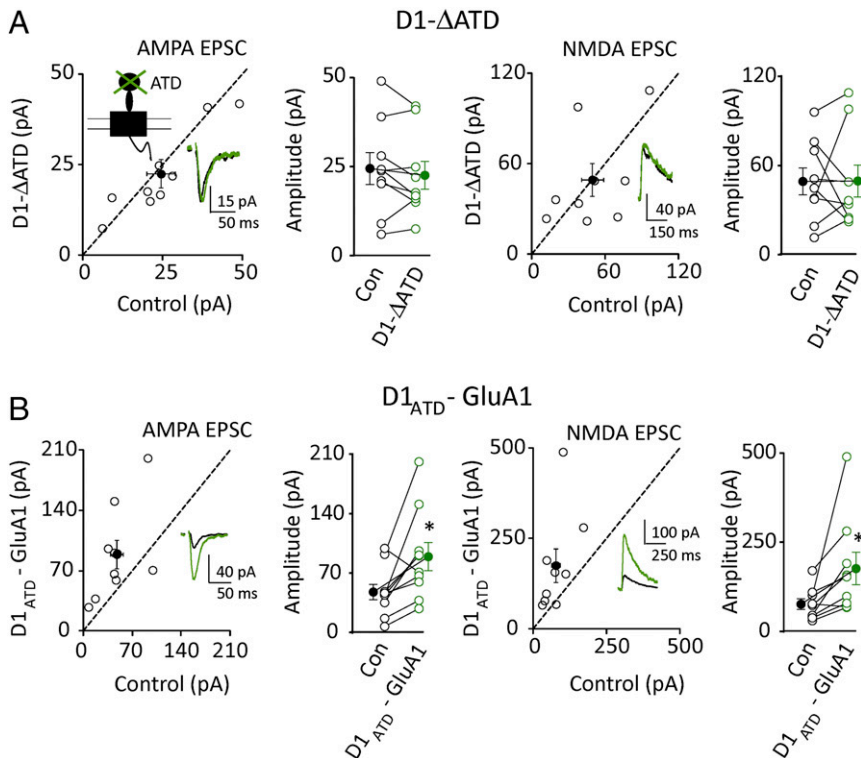 A
D1-ΔATD
AMPA EPSC
D1-ΔATD (pA)
50
25
0
ATD
15 pA
50 ms
0
25
50
Control (pA)
Amplitude (pA)
50
25
0
Con
D1-ΔATD
NMDA EPSC
D1-ΔATD (pA)
120
60
0
40 pA
150 ms
0
60
120
Control (pA)
Amplitude (pA)
120
60
0
Con
D1-ΔATD
B
D1ATD- GluA1
AMPA EPSC
D1ATD - GluA1 (pA)
210
140
70
0
40 pA
50 ms
0
70
140
210
Control (pA)
Amplitude (pA)
210
140
70
0
*
Con
D1ATD - GluA1
NMDA EPSC
D1ATD - GluA1 (pA)
500
250
0
100 pA
250 ms
0
250
500
Control (pA)
Amplitude (pA)
500
250
0
*
Con
D1ATD - GluA1